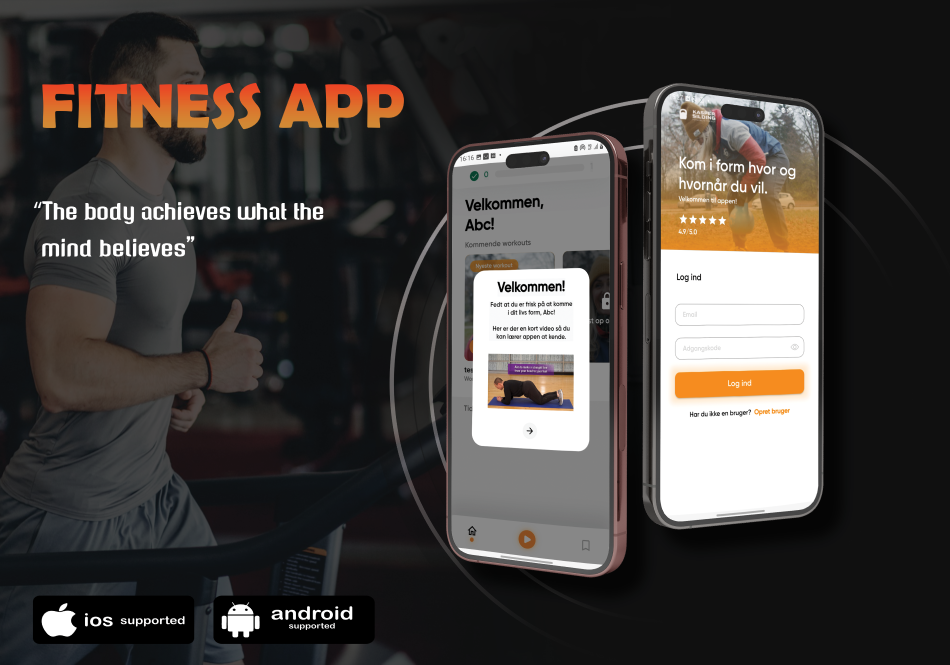 FITNESS APP
“The body achieves what the
mind believes”
ios supported
android
supported
16:16
0
Velkommen,
Abc!
Kommende workouts
Næste workout
Velkommen!
Fedt at du er frisk på at komme
i dit livs form, Abc!
Her er der en kort video så du
kan lærer appen at kende.
Kom i form hvor og
hvornår du vil.
Velkommen til appen!
4,9/5.0
Log ind
Email
Adgangskode
Log ind
Har du ikke en bruger? Opret bruger